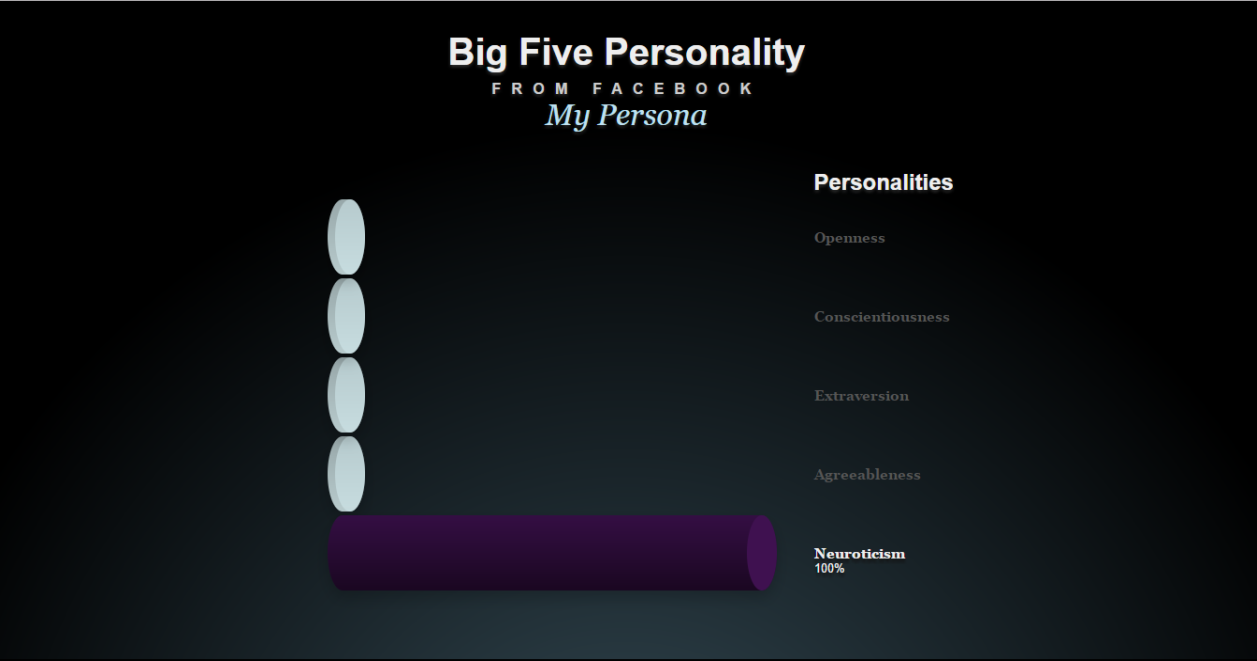 Big Five Personality
FROM FACEBOOK
My Persona
Personalities
Openness
Conscientiousness
Extraversion
Agreeableness
Neuroticism
100%